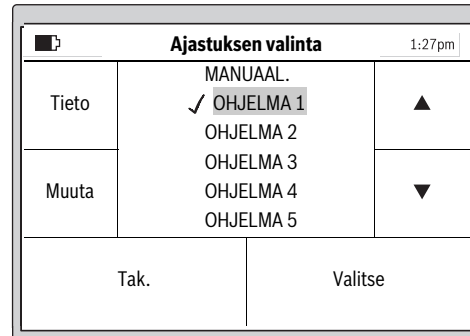 Ajastuksen valinta 1:27pm
Tieto
MANUAAL.
✓ OHJELMA 1
OHJELMA 2
OHJELMA 3
OHJELMA 4
OHJELMA 5
▲
Muuta
▼
Tak.
Valitse